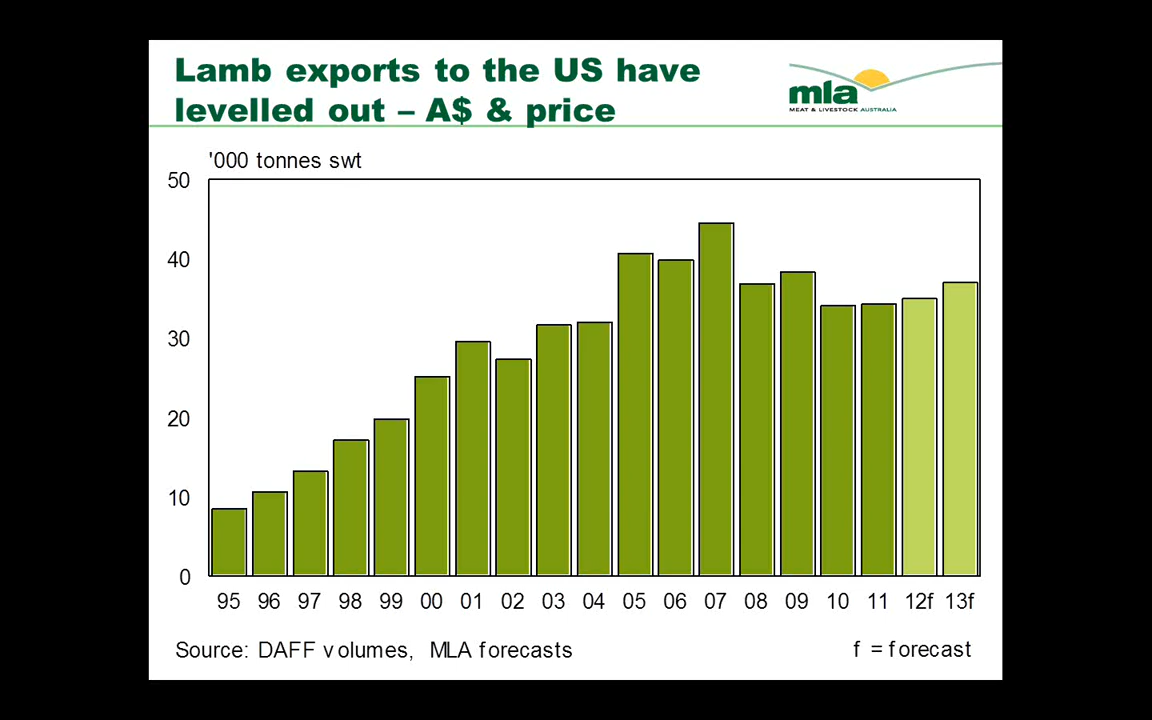 Lamb exports to the US have
levelled out – A$ & price
mla
MEAT & LIVESTOCK AUSTRALIA
'000 tonnes swt
50
40
30
20
10
0
95 96 97 98 99 00 01 02 03 04 05 06 07 08 09 10 11 12f 13f
Source: DAFF volumes, MLA forecasts
f = forecast